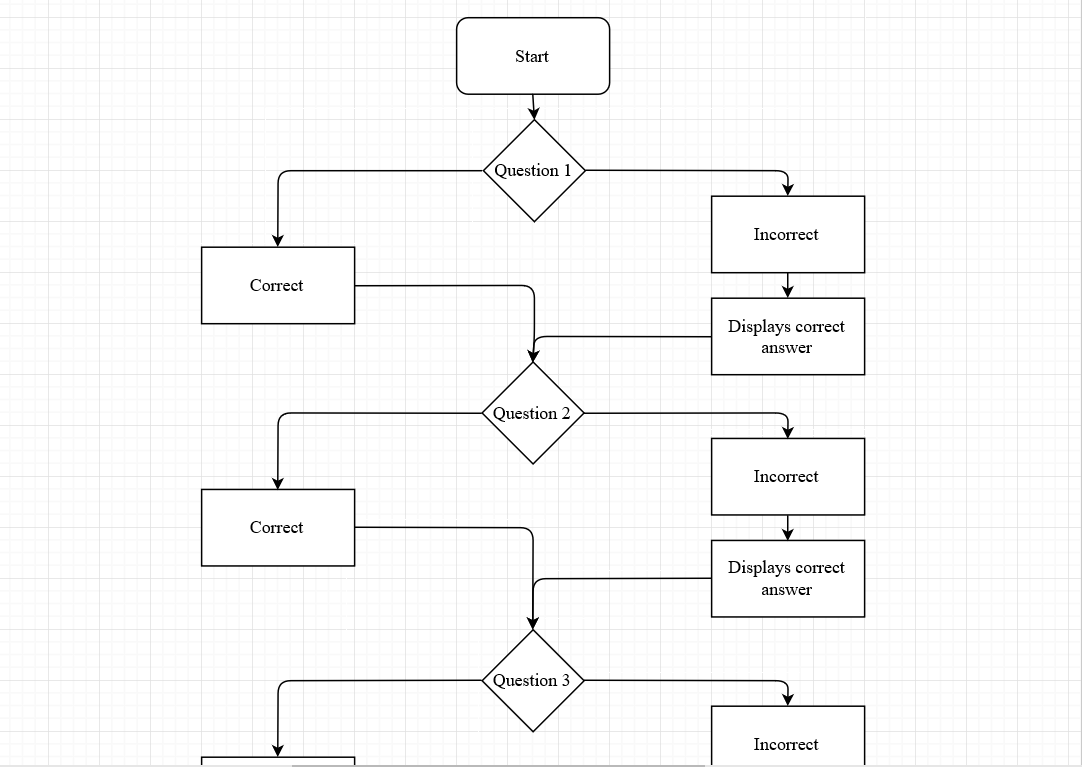 Start
Question 1
Incorrect
Correct
Displays correct
answer
Question 2
Incorrect
Correct
Displays correct
answer
Question 3
Incorrect